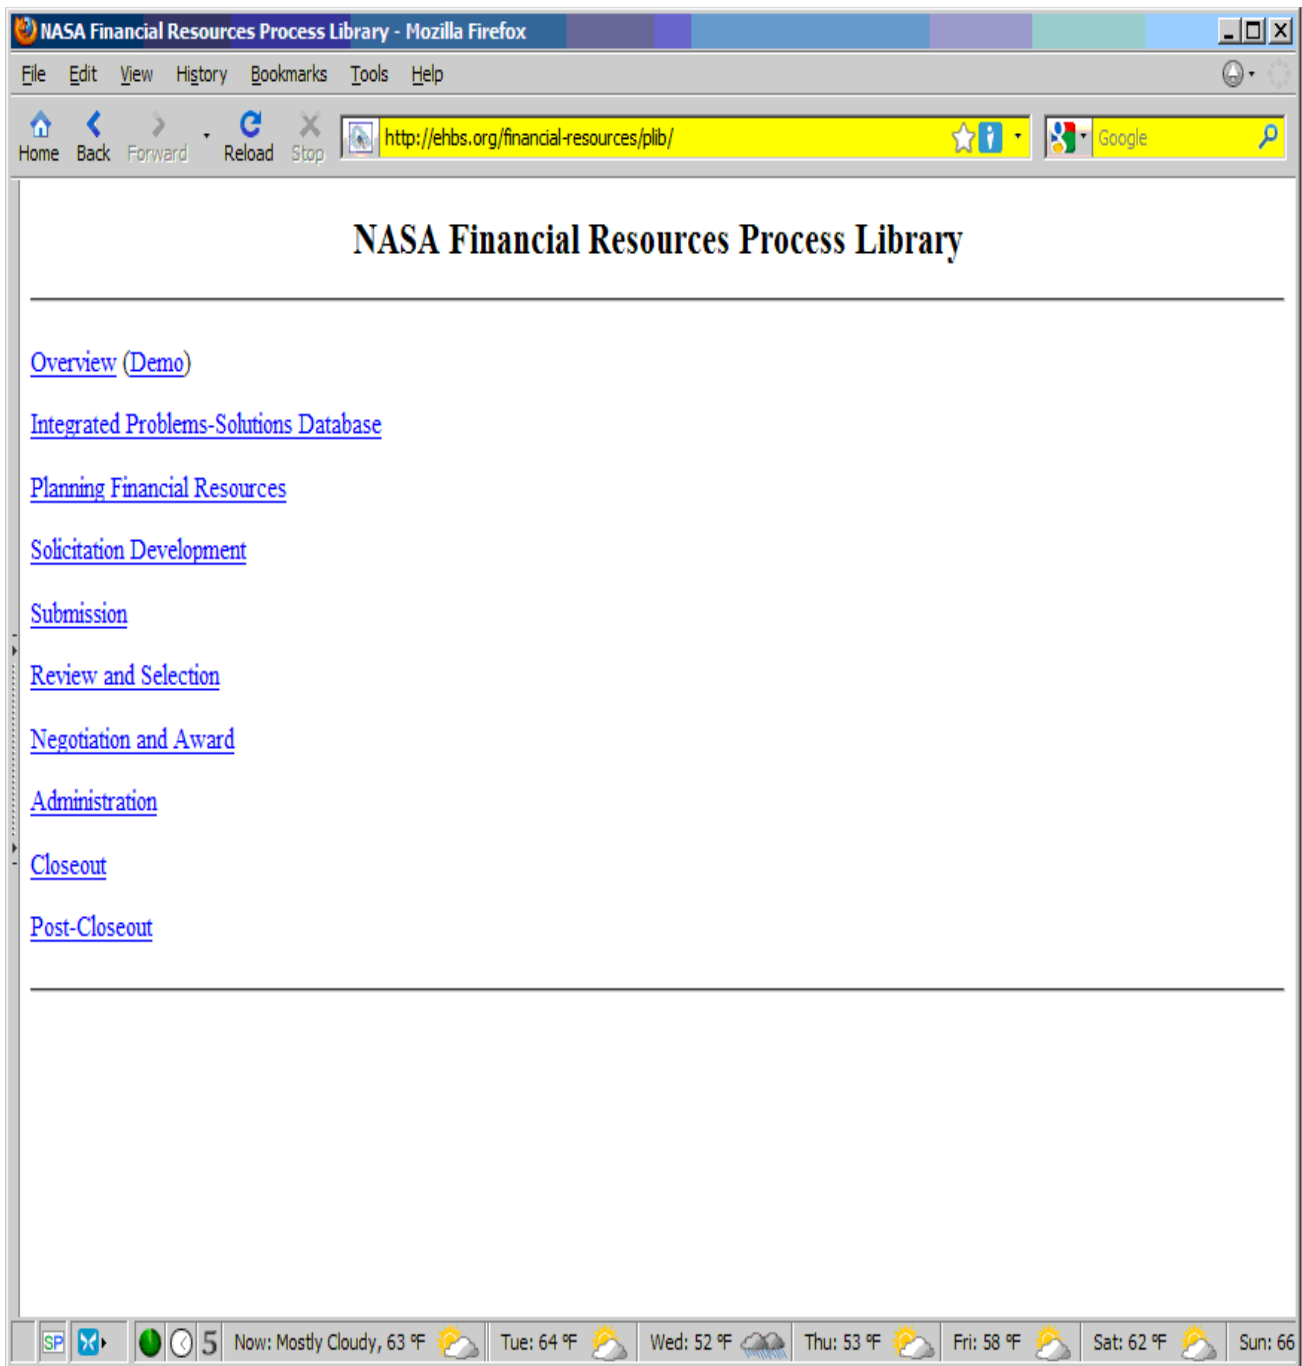 NASA Financial Resources Process Library - Mozilla Firefox
File Edit View History Bookmarks Tools Help
Home Back Forward Reload Stop http://ehbs.org/financial-resources/plib/ Google
NASA Financial Resources Process Library
Overview (Demo)
Integrated Problems-Solutions Database
Planning Financial Resources
Solicitation Development
Submission
Review and Selection
Negotiation and Award
Administration
Closeout
Post-Closeout
SP 5 Now: Mostly Cloudy, 63 °F Tue: 64 °F Wed: 52 °F Thu: 53 °F Fri: 58 °F Sat: 62 °F Sun: 66